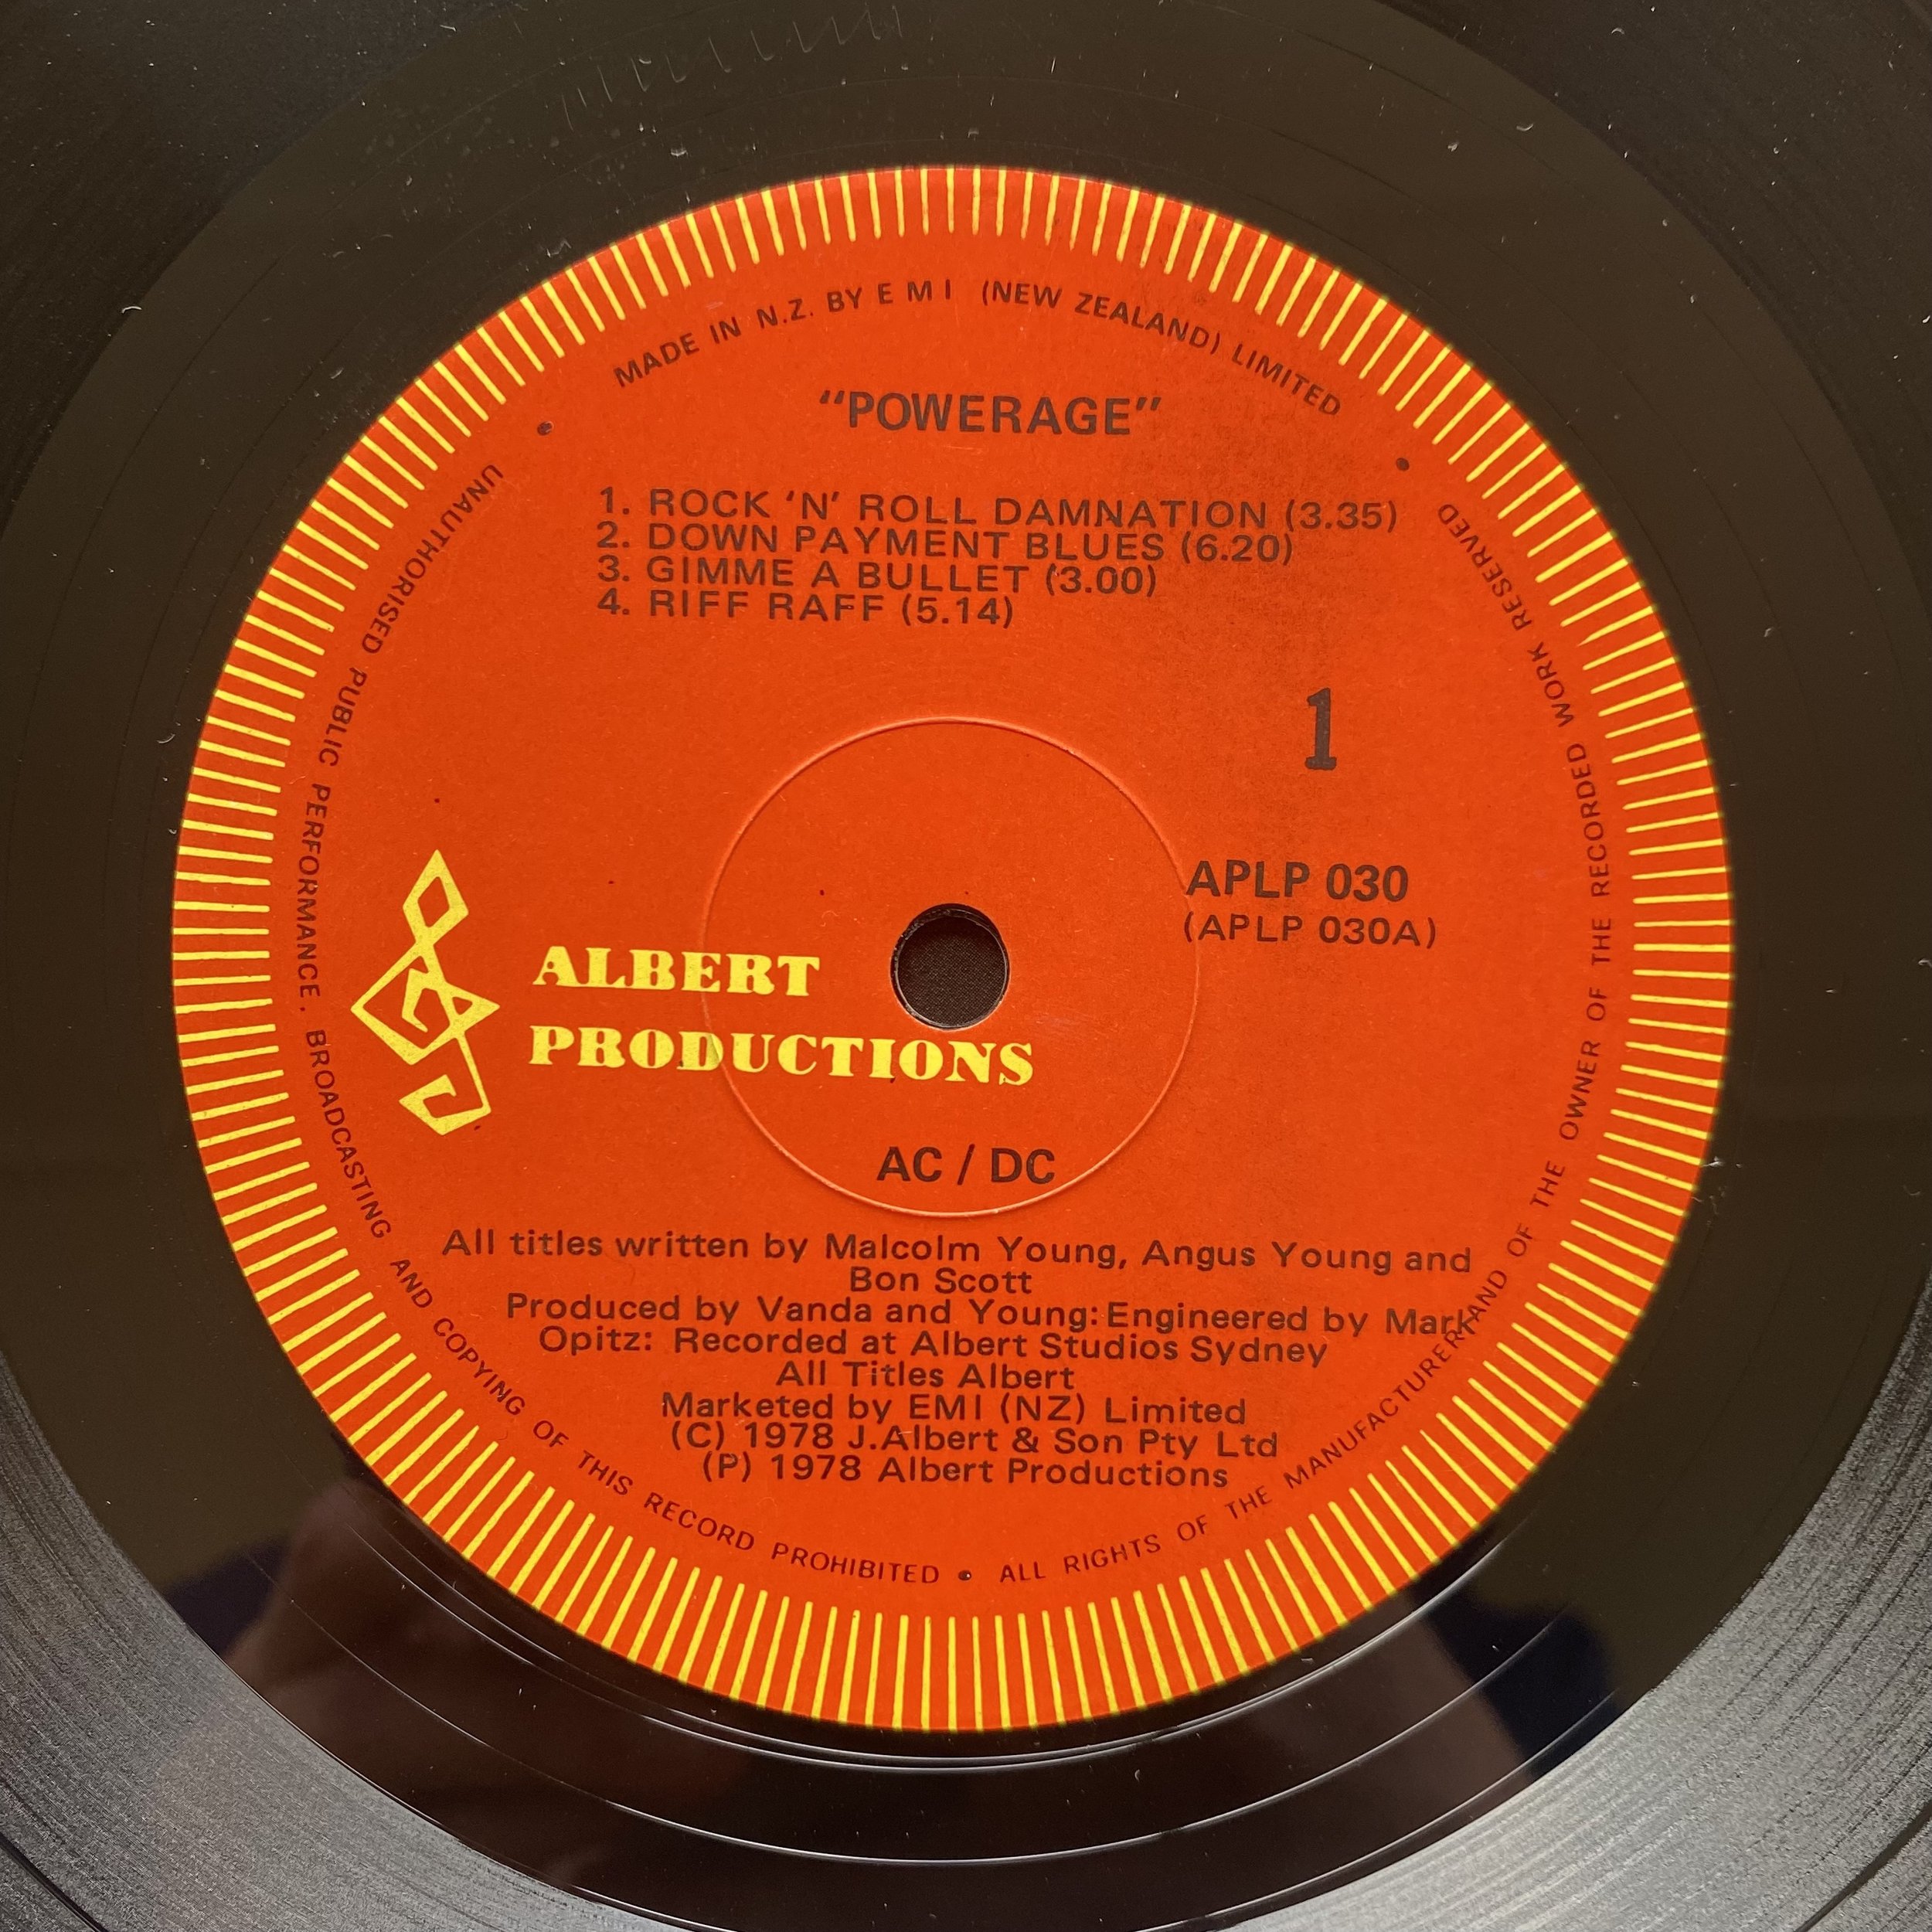 MADE IN N.Z. BY E M I (NEW ZEALAND) LIMITED
"POWERAGE"
1. ROCK 'N' ROLL DAMNATION (3.35)
2. DOWN PAYMENT BLUES (6.20)
3. GIMME A BULLET (3.00)
4. RIFF RAFF (5.14)
1
APLP 030
(APLP 030A)
ALBERT
PRODUCTIONS
AC / DC
All titles written by Malcolm Young, Angus Young and
Bon Scott
Produced by Vanda and Young: Engineered by Mark
Opitz: Recorded at Albert Studios Sydney
All Titles Albert
Marketed by EMI (NZ) Limited
(C) 1978 J.Albert & Son Pty Ltd
(P) 1978 Albert Productions
UNAUTHORISED PUBLIC PERFORMANCE, BROADCASTING AND COPYING OF THIS RECORD PROHIBITED • ALL RIGHTS OF THE MANUFACTURER AND OF THE OWNER OF THE RECORDED WORK RESERVED